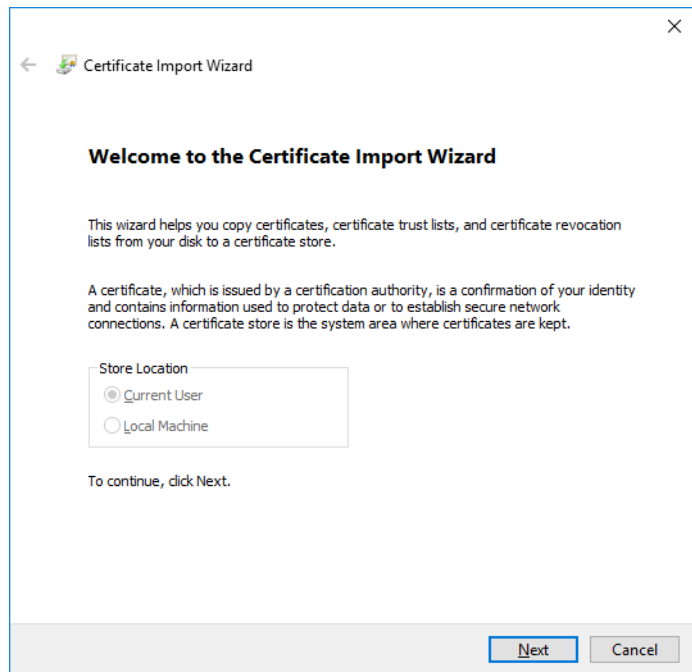 Certificate Import Wizard
Welcome to the Certificate Import Wizard
This wizard helps you copy certificates, certificate trust lists, and certificate revocation
lists from your disk to a certificate store.
A certificate, which is issued by a certification authority, is a confirmation of your identity
and contains information used to protect data or to establish secure network
connections. A certificate store is the system area where certificates are kept.
Store Location
Current User
Local Machine
To continue, click Next.
Next Cancel